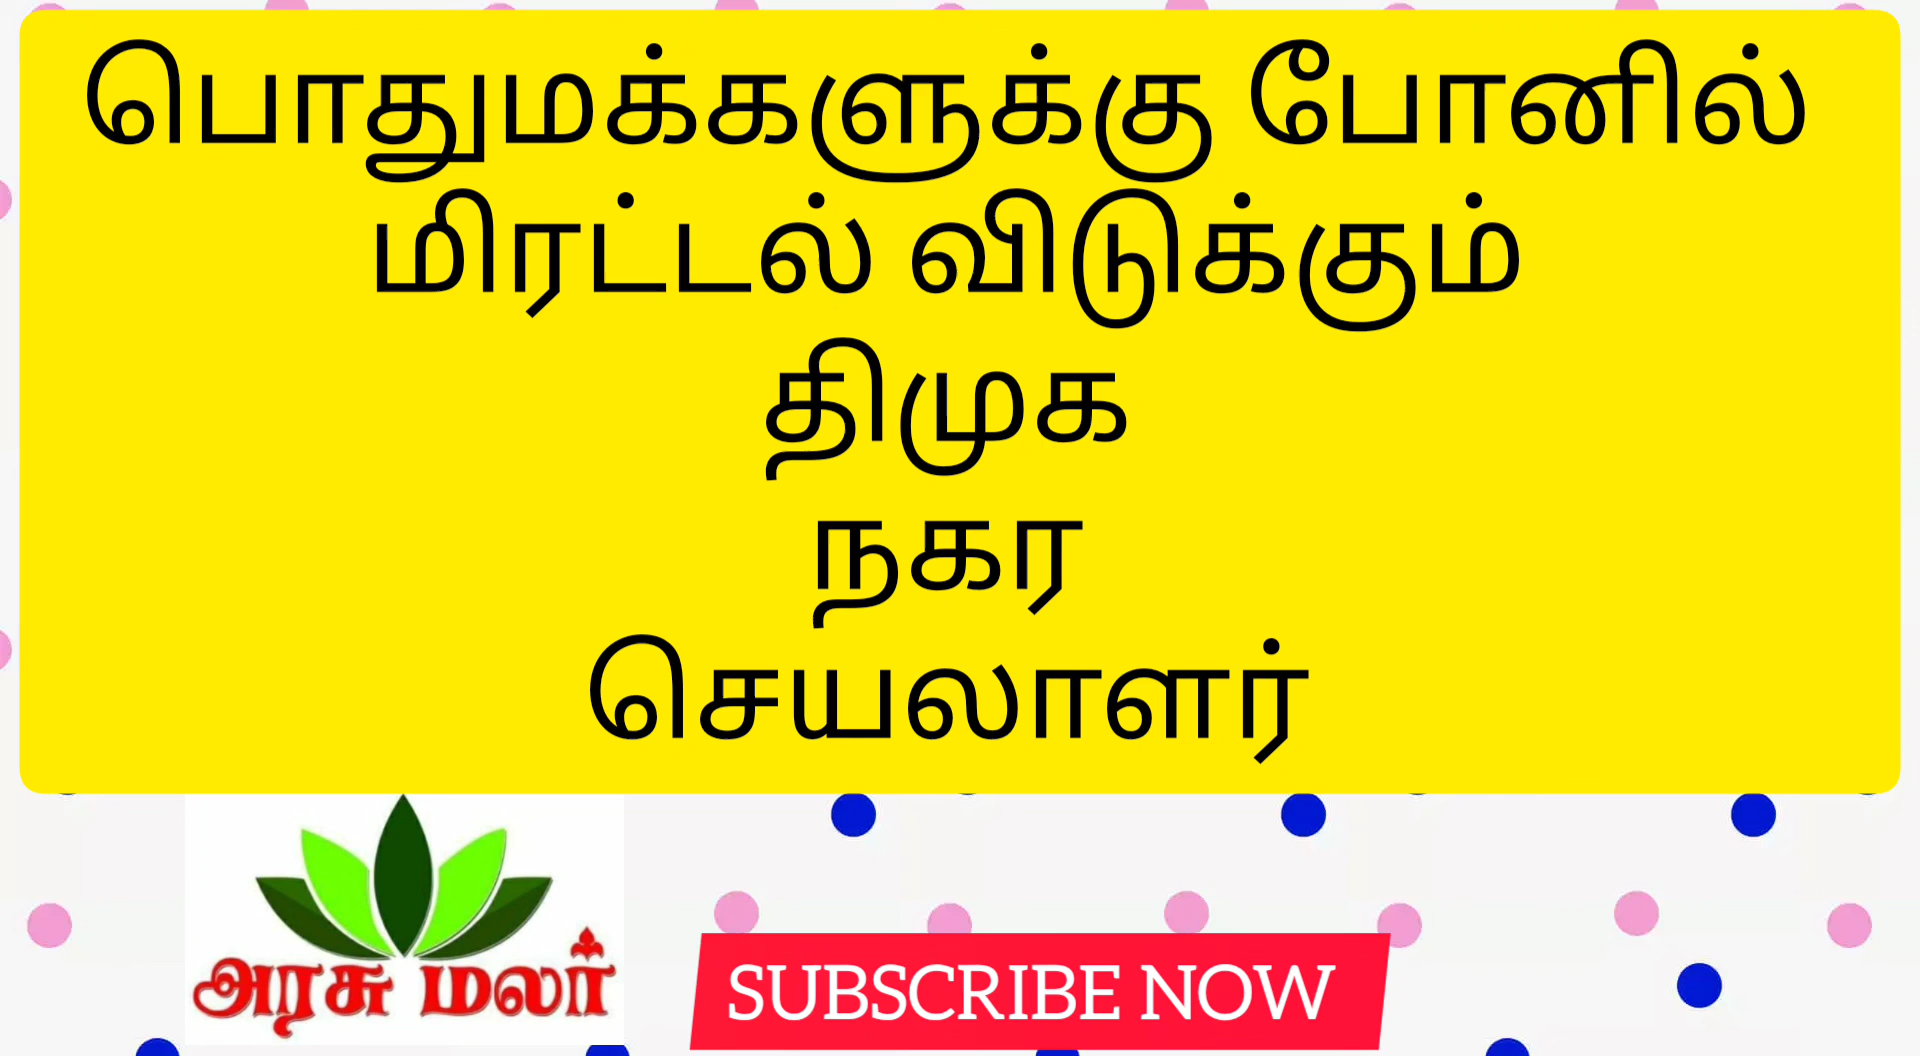 பொதுமக்களுக்கு போனில்
மிரட்டல் விடுக்கும்
திமுக
நகர
செயலாளர்
அரசு மலர்
SUBSCRIBE NOW